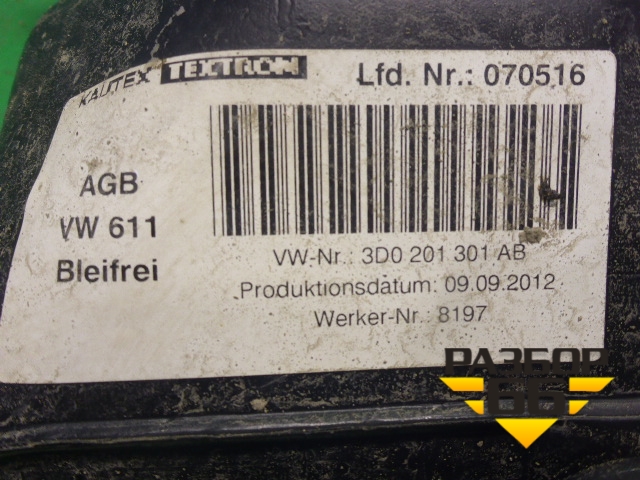 KAUTEX TEXTRON
Lfd. Nr.: 070516
AGB
VW 611
Bleifrei
VW-Nr.: 3D0 201 301 AB
Produktionsdatum: 09.09.2012
Werker-Nr.: 8197
РАЗБОР
66